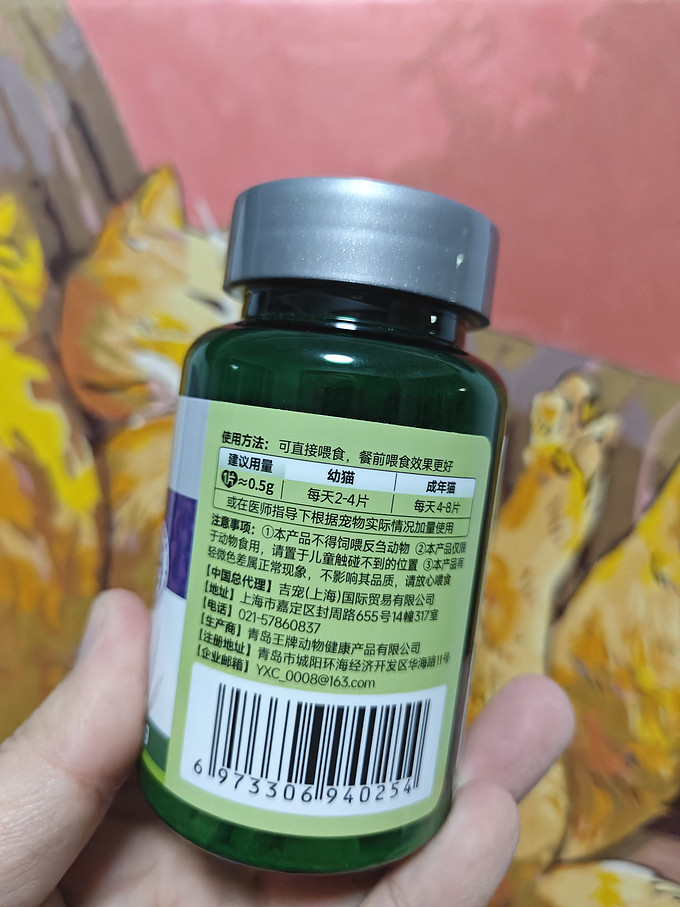 使用方法：可直接喂食，餐前喂食效果更好
建议用量 幼猫 成年猫
1片≈0.5g 每天2-4片 每天4-8片
或在医师指导下根据宠物实际情况加量使用
注意事项：①本产品不得饲喂反刍动物 ②本产品仅限
于动物食用，请置于儿童触碰不到的位置 ③本产品有
轻微色差属正常现象，不影响其品质，请放心喂食
【中国总代理】吉宠(上海)国际贸易有限公司
【地址】上海市嘉定区封周路655号14幢317室
【电话】021-57860837
【生产商】青岛王牌动物健康产品有限公司
【注册地址】青岛市城阳环海经济开发区华海路11号
【企业邮箱】YXC_0008@163.com
6 973306 940254